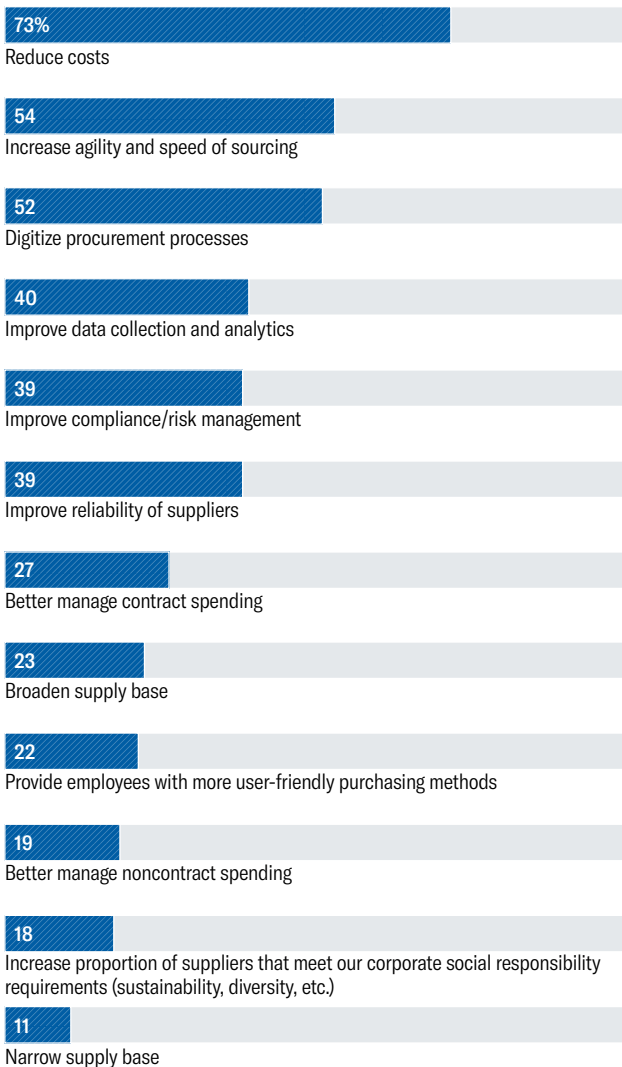 73%
Reduce costs
54
Increase agility and speed of sourcing
52
Digitize procurement processes
40
Improve data collection and analytics
39
Improve compliance/risk management
39
Improve reliability of suppliers
27
Better manage contract spending
23
Broaden supply base
22
Provide employees with more user-friendly purchasing methods
19
Better manage noncontract spending
18
Increase proportion of suppliers that meet our corporate social responsibility
requirements (sustainability, diversity, etc.)
11
Narrow supply base